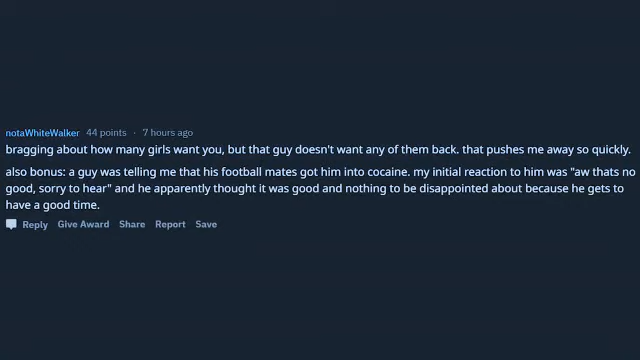 notaWhiteWalker 44 points · 7 hours ago
bragging about how many girls want you, but that guy doesn't want any of them back. that pushes me away so quickly.
also bonus: a guy was telling me that his football mates got him into cocaine. my initial reaction to him was "aw thats no
good, sorry to hear" and he apparently thought it was good and nothing to be disappointed about because he gets to
have a good time.
Reply Give Award Share Report Save